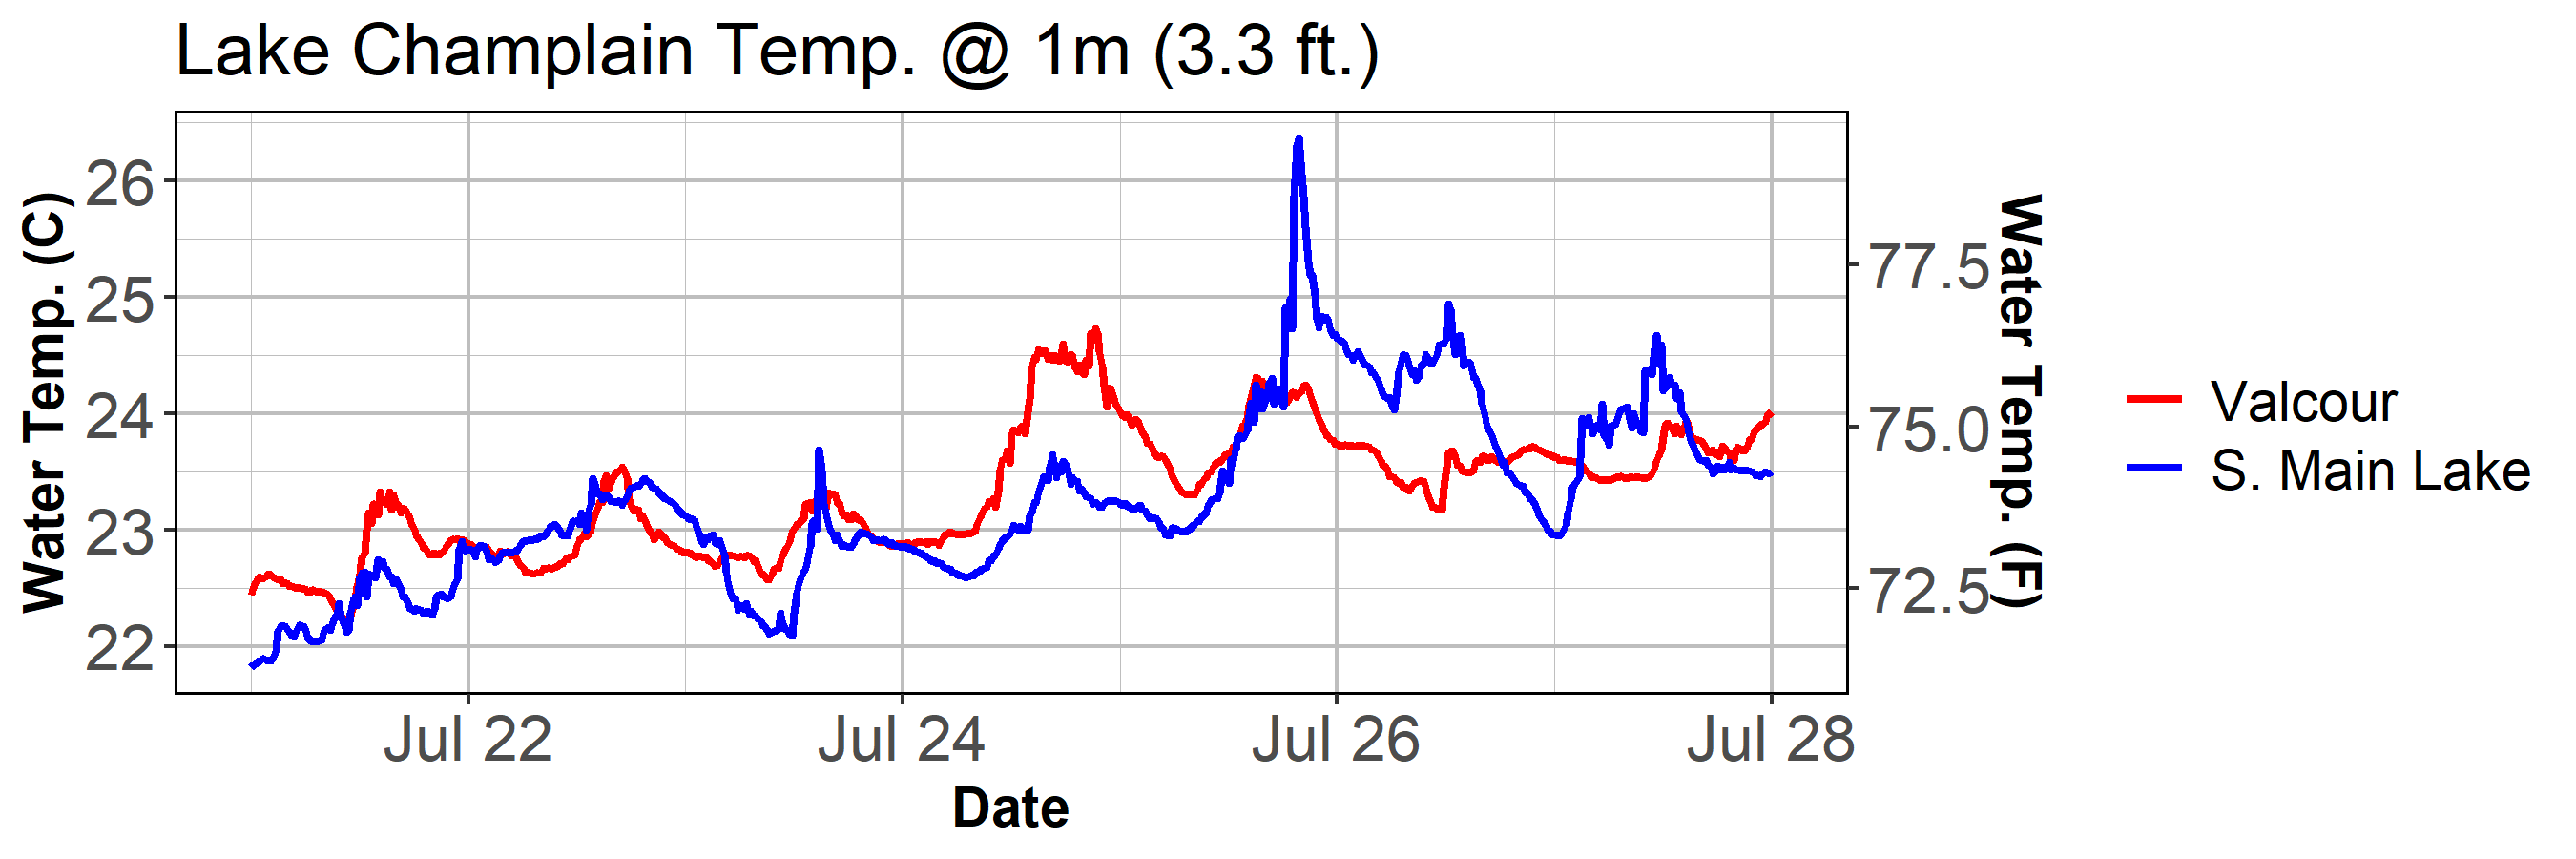 Lake Champlain Temp. @ 1m (3.3 ft.)
Water Temp. (C)
26
25
24
23
22
77.5
75.0
72.5
Water Temp. (F)
Jul 22
Jul 24
Jul 26
Jul 28
Date
Valcour
S. Main Lake